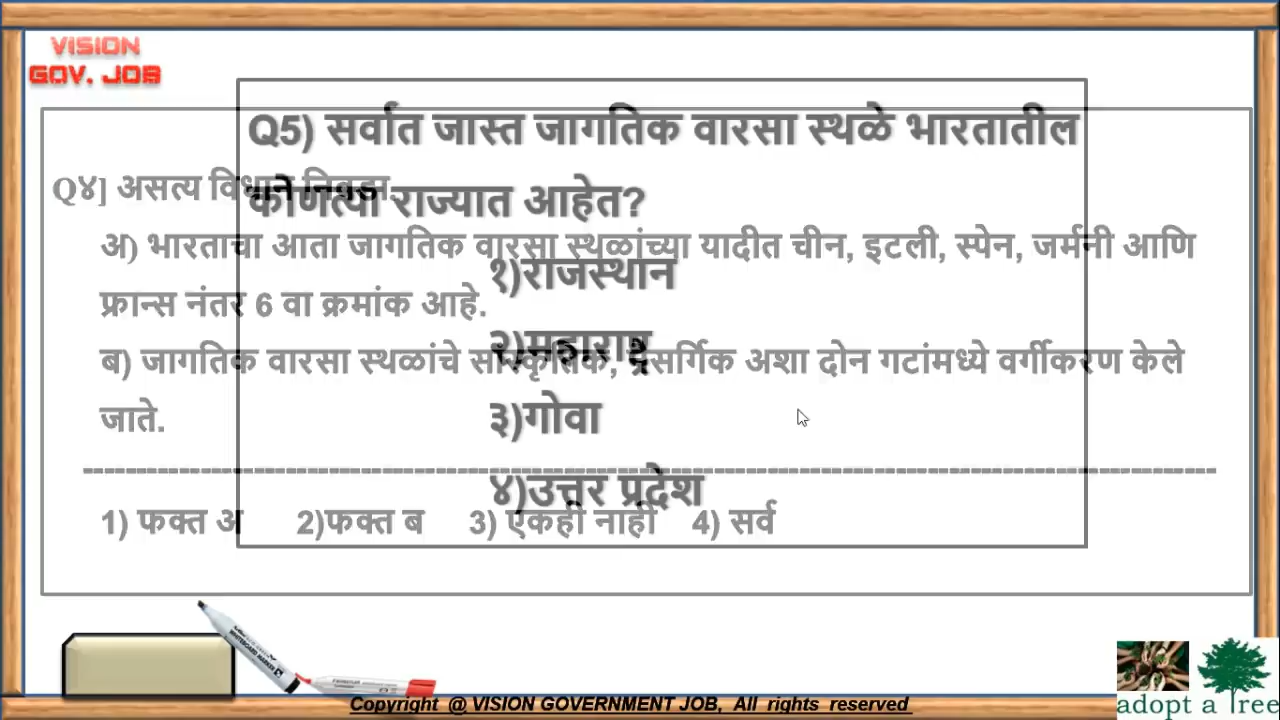 VISION
GOV. JOB
Q5) सर्वात जास्त जागतिक वारसा स्थळे भारतातील
कोणत्या राज्यात आहेत?
१)राजस्थान
२)महाराष्ट्र
३)गोवा
४)उत्तर प्रदेश
Q४] असत्य विधान निवडा
अ) भारताचा आता जागतिक वारसा स्थळांच्या यादीत चीन, इटली, स्पेन, जर्मनी आणि
फ्रान्स नंतर 6 वा क्रमांक आहे.
ब) जागतिक वारसा स्थळांचे सांस्कृतिक, नैसर्गिक अशा दोन गटांमध्ये वर्गीकरण केले
जाते.
1) फक्त अ 2)फक्त ब 3) एकही नाही 4) सर्व
Copyright @ VISION GOVERNMENT JOB, All rights reserved
adopt a Tree